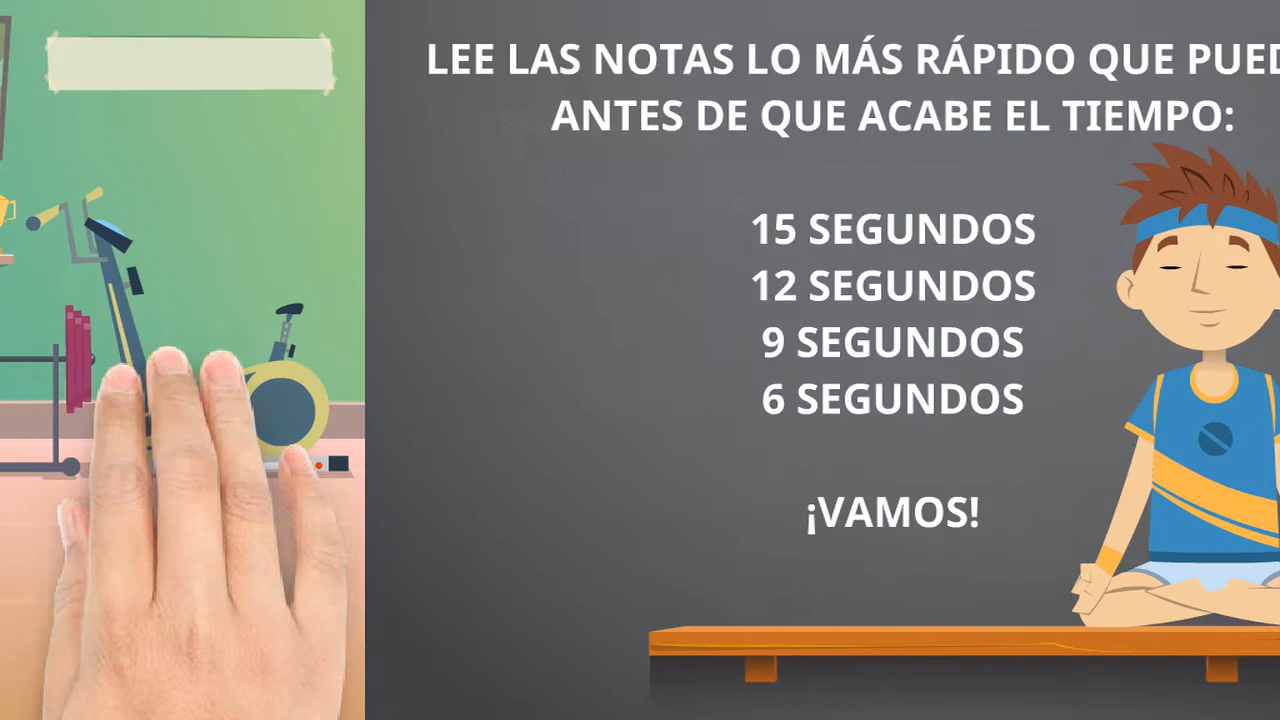 LEE LAS NOTAS LO MÁS RÁPIDO QUE PUED
ANTES DE QUE ACABE EL TIEMPO:
15 SEGUNDOS
12 SEGUNDOS
9 SEGUNDOS
6 SEGUNDOS
¡VAMOS!